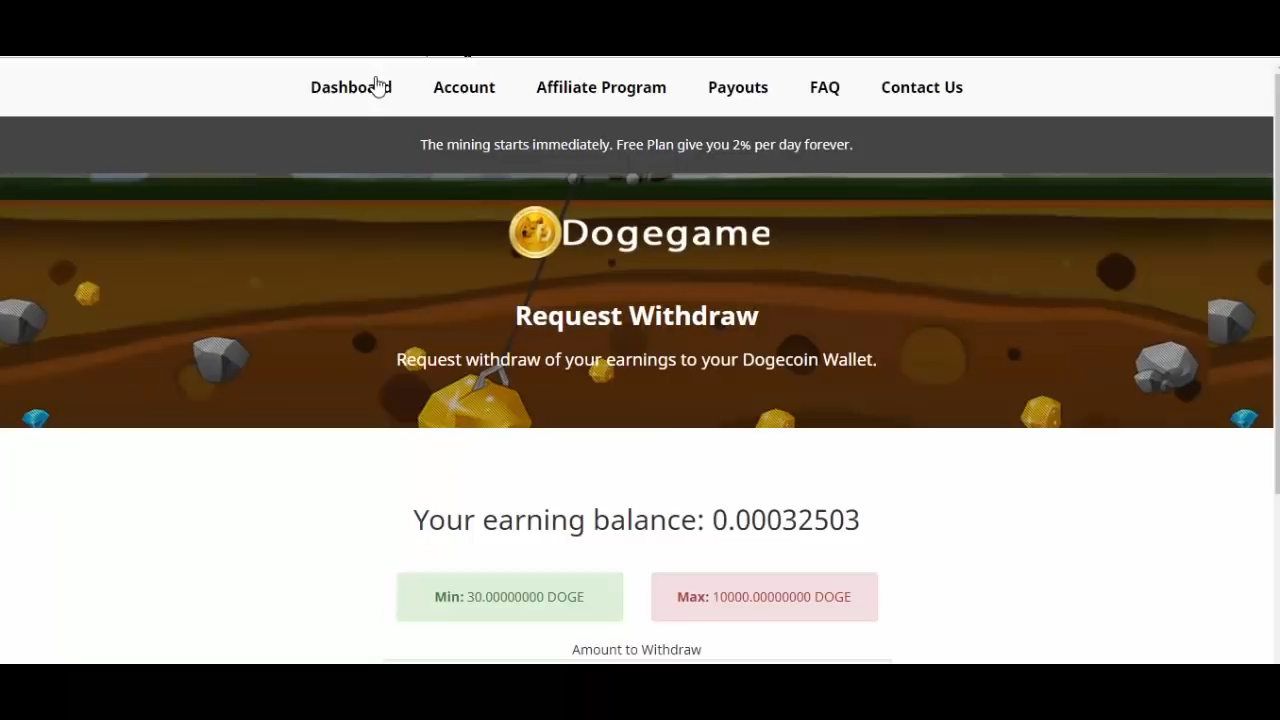 Dashboard Account Affiliate Program Payouts FAQ Contact Us
The mining starts immediately. Free Plan give you 2% per day forever.
Dogegame
Request Withdraw
Request withdraw of your earnings to your Dogecoin Wallet.
Your earning balance: 0.00032503
Min: 30.00000000 DOGE Max: 10000.00000000 DOGE
Amount to Withdraw